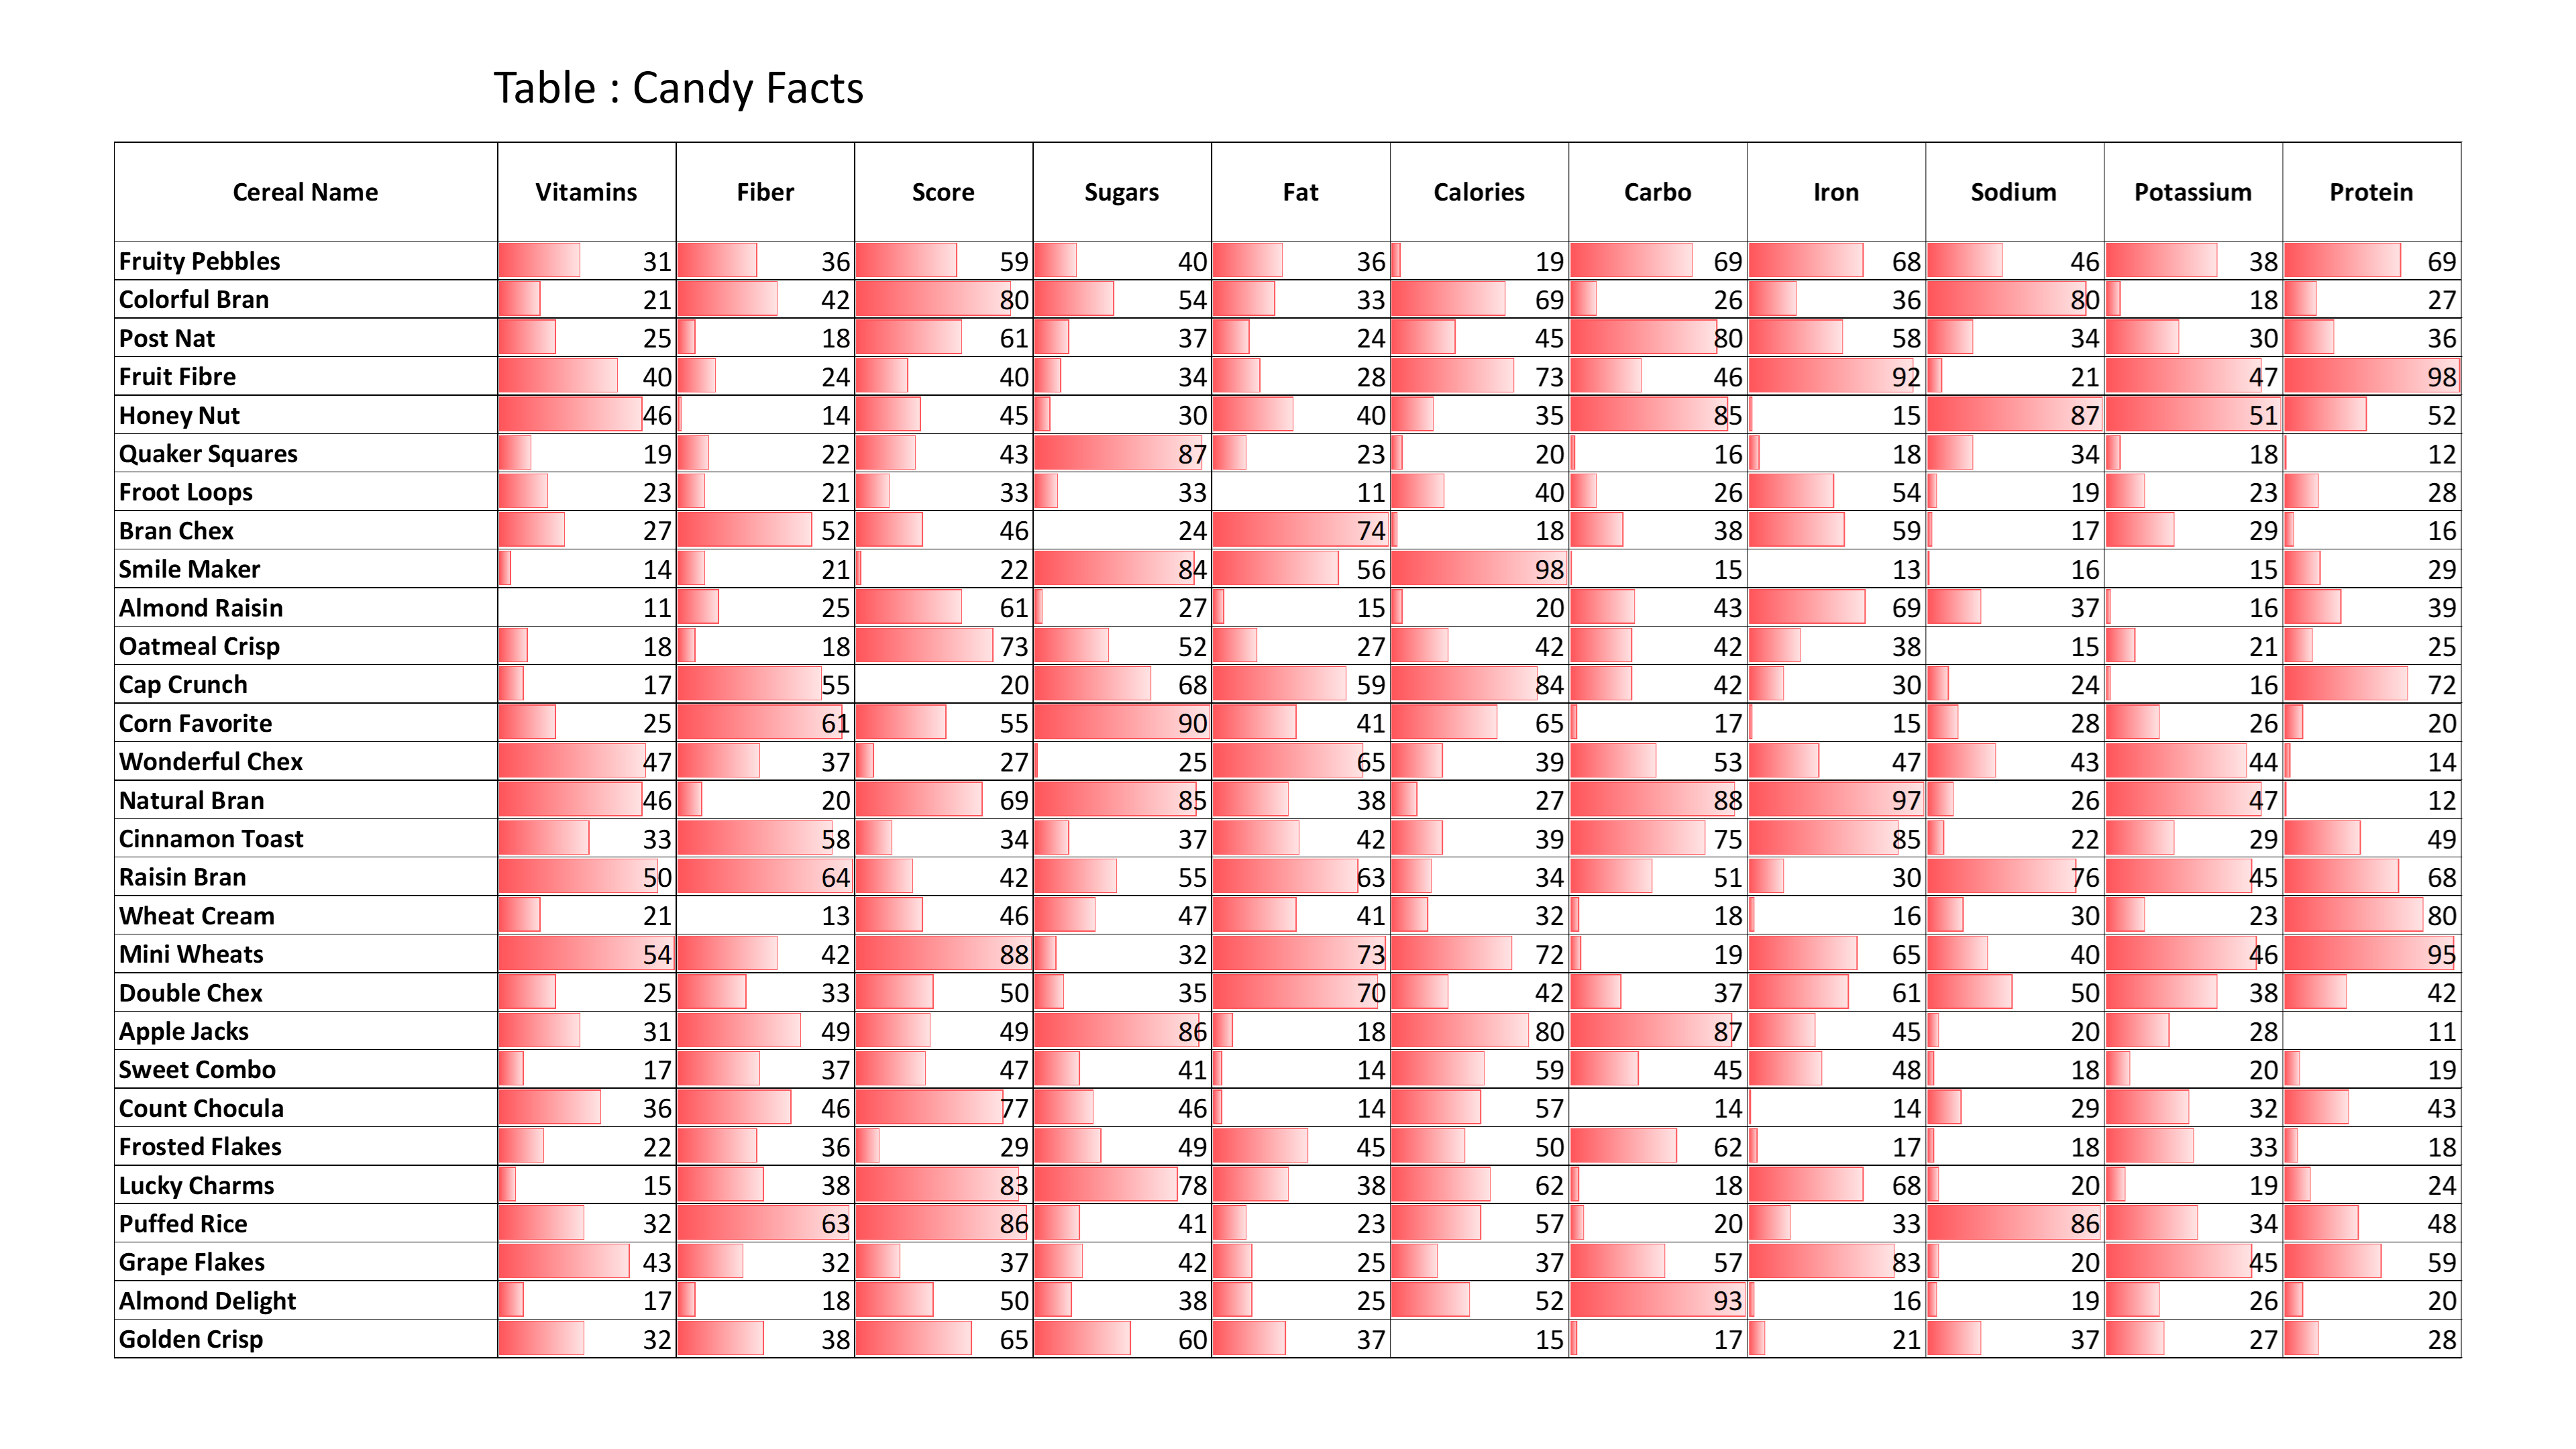 Table : Candy Facts
Cereal Name Vitamins Fiber Score Sugars Fat Calories Carbo Iron Sodium Potassium Protein
Fruity Pebbles 31 36 59 40 36 19 69 68 46 38 69
Colorful Bran 21 42 80 54 33 69 26 36 80 18 27
Post Nat 25 18 61 37 24 45 80 58 34 30 36
Fruit Fibre 40 24 40 34 28 73 46 92 21 47 98
Honey Nut 46 14 45 30 40 35 85 15 87 51 52
Quaker Squares 19 22 43 87 23 20 16 18 34 18 12
Froot Loops 23 21 33 33 11 40 26 54 19 23 28
Bran Chex 27 52 46 24 74 18 38 59 17 29 16
Smile Maker 14 21 22 84 56 98 15 13 16 15 29
Almond Raisin 11 25 61 27 15 20 43 69 37 16 39
Oatmeal Crisp 18 18 73 52 27 42 42 38 15 21 25
Cap Crunch 17 55 20 68 59 84 42 30 24 16 72
Corn Favorite 25 61 55 90 41 65 17 15 28 26 20
Wonderful Chex 47 37 27 25 65 39 53 47 43 44 14
Natural Bran 46 20 69 85 38 27 88 97 26 47 12
Cinnamon Toast 33 58 34 37 42 39 75 85 22 29 49
Raisin Bran 50 64 42 55 63 34 51 30 76 45 68
Wheat Cream 21 13 46 47 41 32 18 16 30 23 80
Mini Wheats 54 42 88 32 73 72 19 65 40 46 95
Double Chex 25 33 50 35 70 42 37 61 50 38 42
Apple Jacks 31 49 49 86 18 80 87 45 20 28 11
Sweet Combo 17 37 47 41 14 59 45 48 18 20 19
Count Chocula 36 46 77 46 14 57 14 14 29 32 43
Frosted Flakes 22 36 29 49 45 50 62 17 18 33 18
Lucky Charms 15 38 83 78 38 62 18 68 20 19 24
Puffed Rice 32 63 86 41 23 57 20 33 86 34 48
Grape Flakes 43 32 37 42 25 37 57 83 20 45 59
Almond Delight 17 18 50 38 25 52 93 16 19 26 20
Golden Crisp 32 38 65 60 37 15 17 21 37 27 28